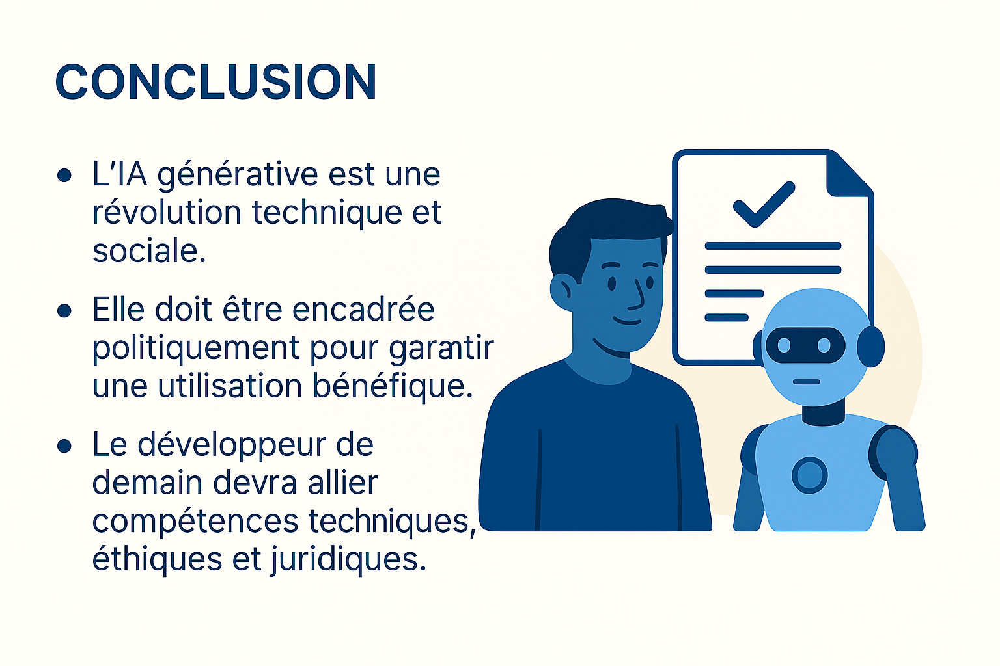 CONCLUSION
• L'IA générative est une
révolution technique et
sociale.
• Elle doit être encadrée
politiquement pour garantir
une utilisation bénéfique.
• Le développeur de
demain devra allier
compétences techniques,
éthiques et juridiques.